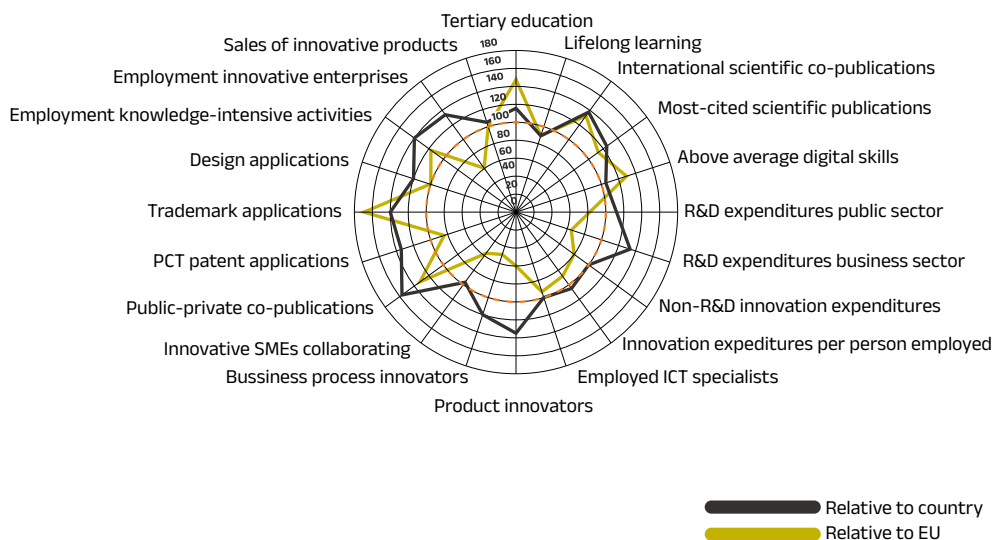 Tertiary education
Lifelong learning
International scientific co-publications
Most-cited scientific publications
Above average digital skills
R&D expenditures public sector
R&D expenditures business sector
Non-R&D innovation expenditures
Innovation expeditures per person employed
Employed ICT specialists
Product innovators
Bussiness process innovators
Innovative SMEs collaborating
Public-private co-publications
PCT patent applications
Trademark applications
Design applications
Employment knowledge-intensive activities
Employment innovative enterprises
Sales of innovative products
180
160
140
120
100
80
60
40
20
0
Relative to country
Relative to EU